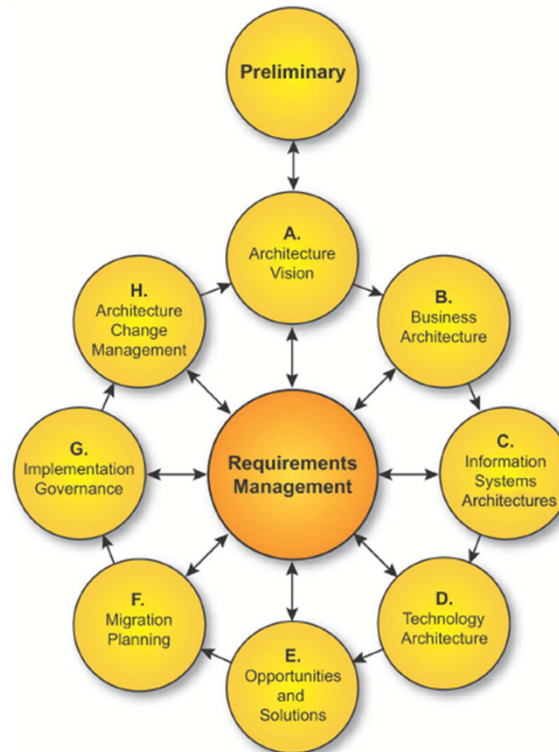 Preliminary
A.
Architecture
Vision
B.
Business
Architecture
C.
Information
Systems
Architectures
D.
Technology
Architecture
E.
Opportunities
and
Solutions
F.
Migration
Planning
G.
Implementation
Governance
H.
Architecture
Change
Management
Requirements
Management